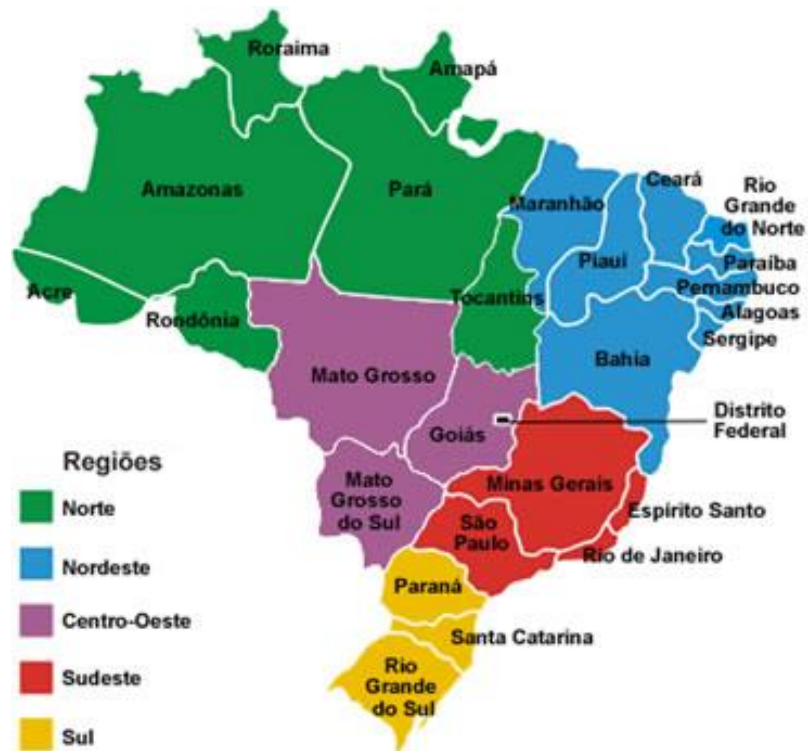 Roraima
Amapá
Amazonas
Pará
Maranhão
Ceará
Rio
Grande
do Norte
Piaui
Paraíba
Pernambuco
Alagoas
Sergipe
Acre
Rondônia
Tocantins
Bahia
Mato Grosso
Distrito
Federal
Goiás
Minas Gerais
Mato
Grosso
do Sul
São
Paulo
Espírito Santo
Rio de Janeiro
Paraná
Santa Catarina
Rio
Grande
do Sul
Regiões
Norte
Nordeste
Centro-Oeste
Sudeste
Sul